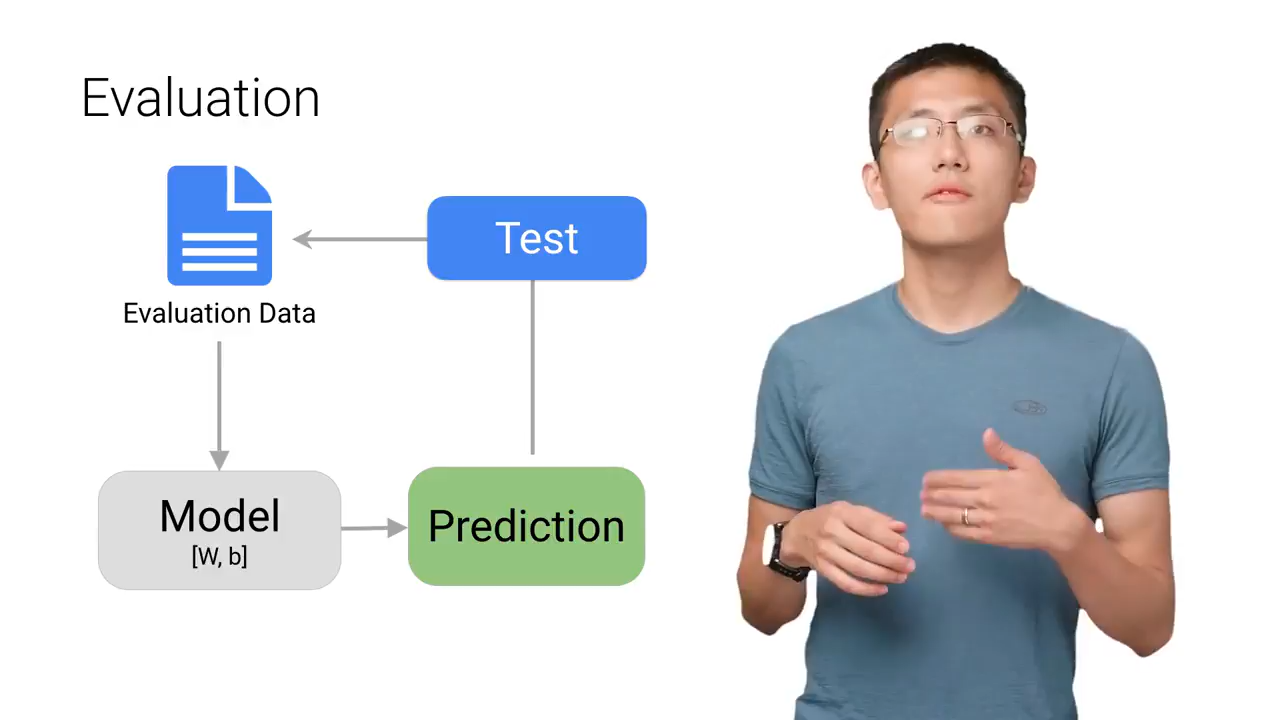 Evaluation
Test
Evaluation Data
Model
[W, b]
Prediction